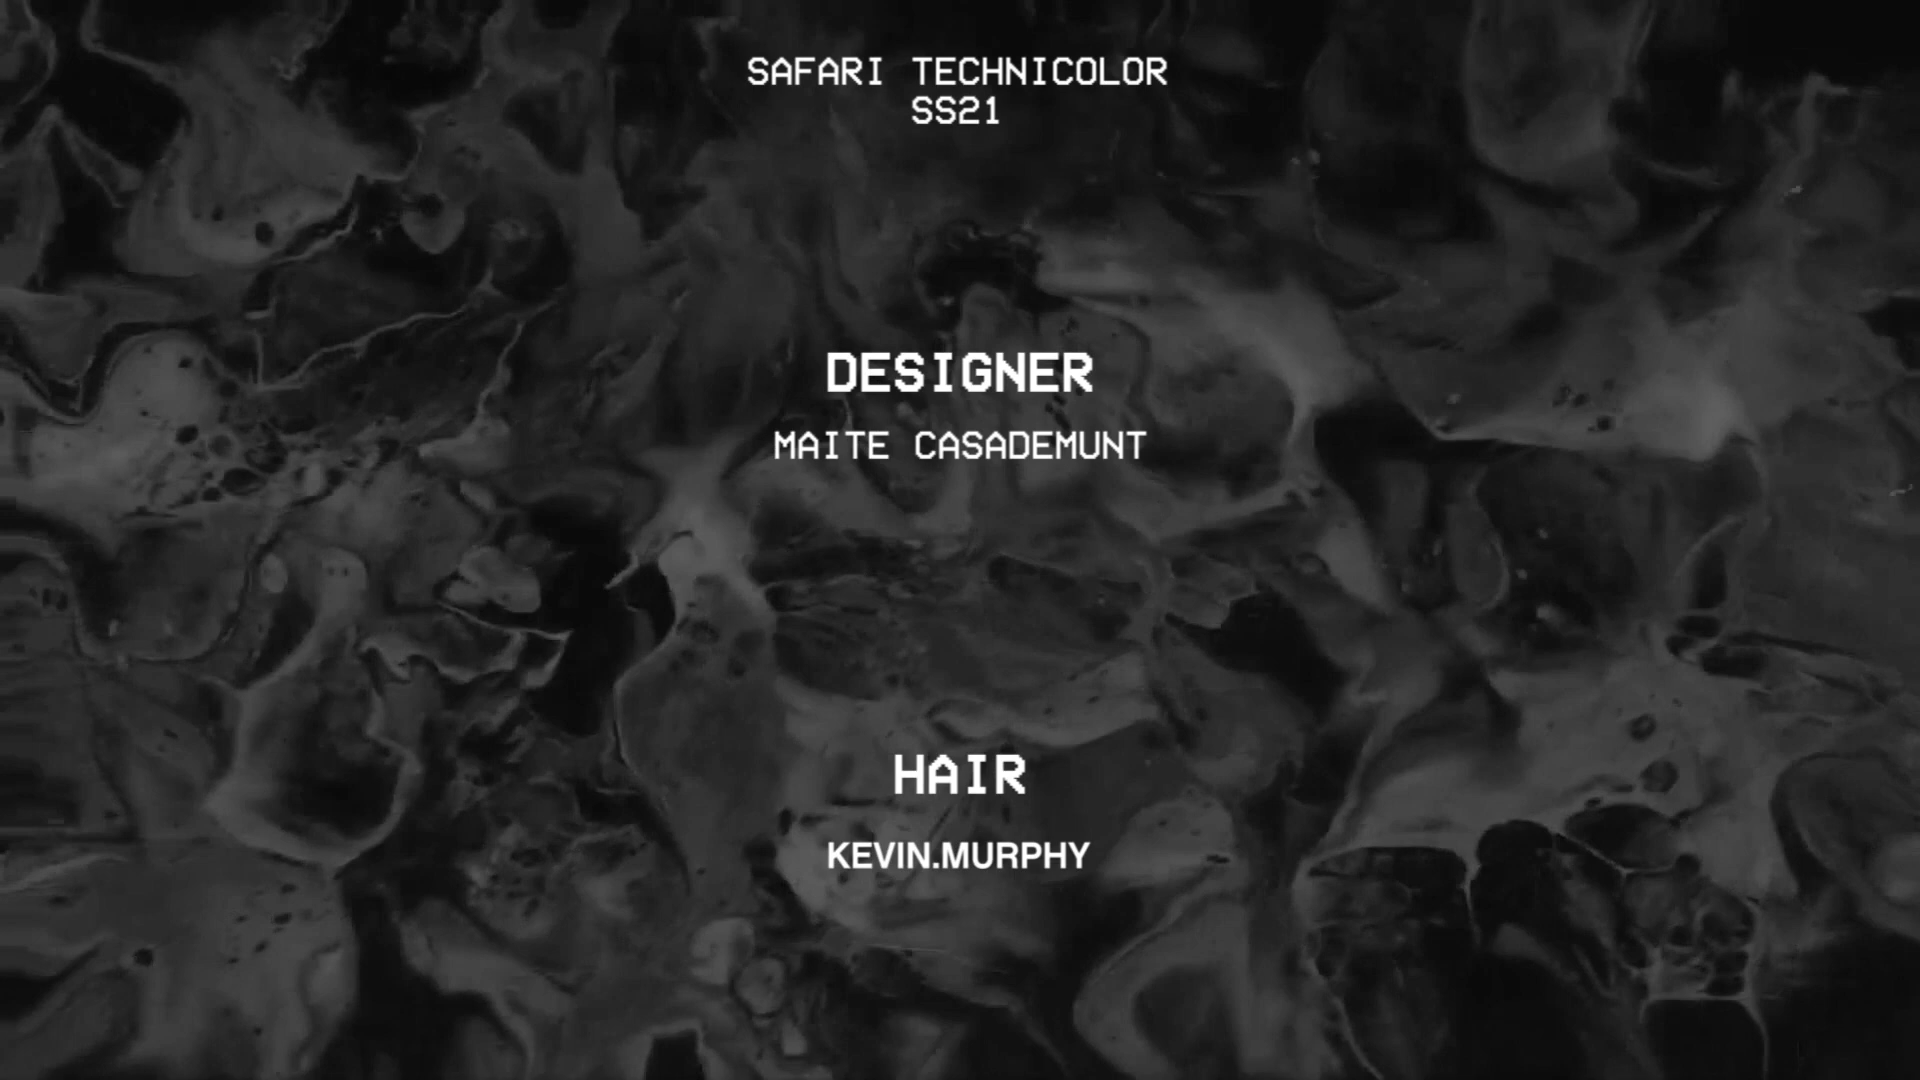 SAFARI TECHNICOLOR
SS21
DESIGNER
MAITE CASADEMUNT
HAIR
KEVIN.MURPHY